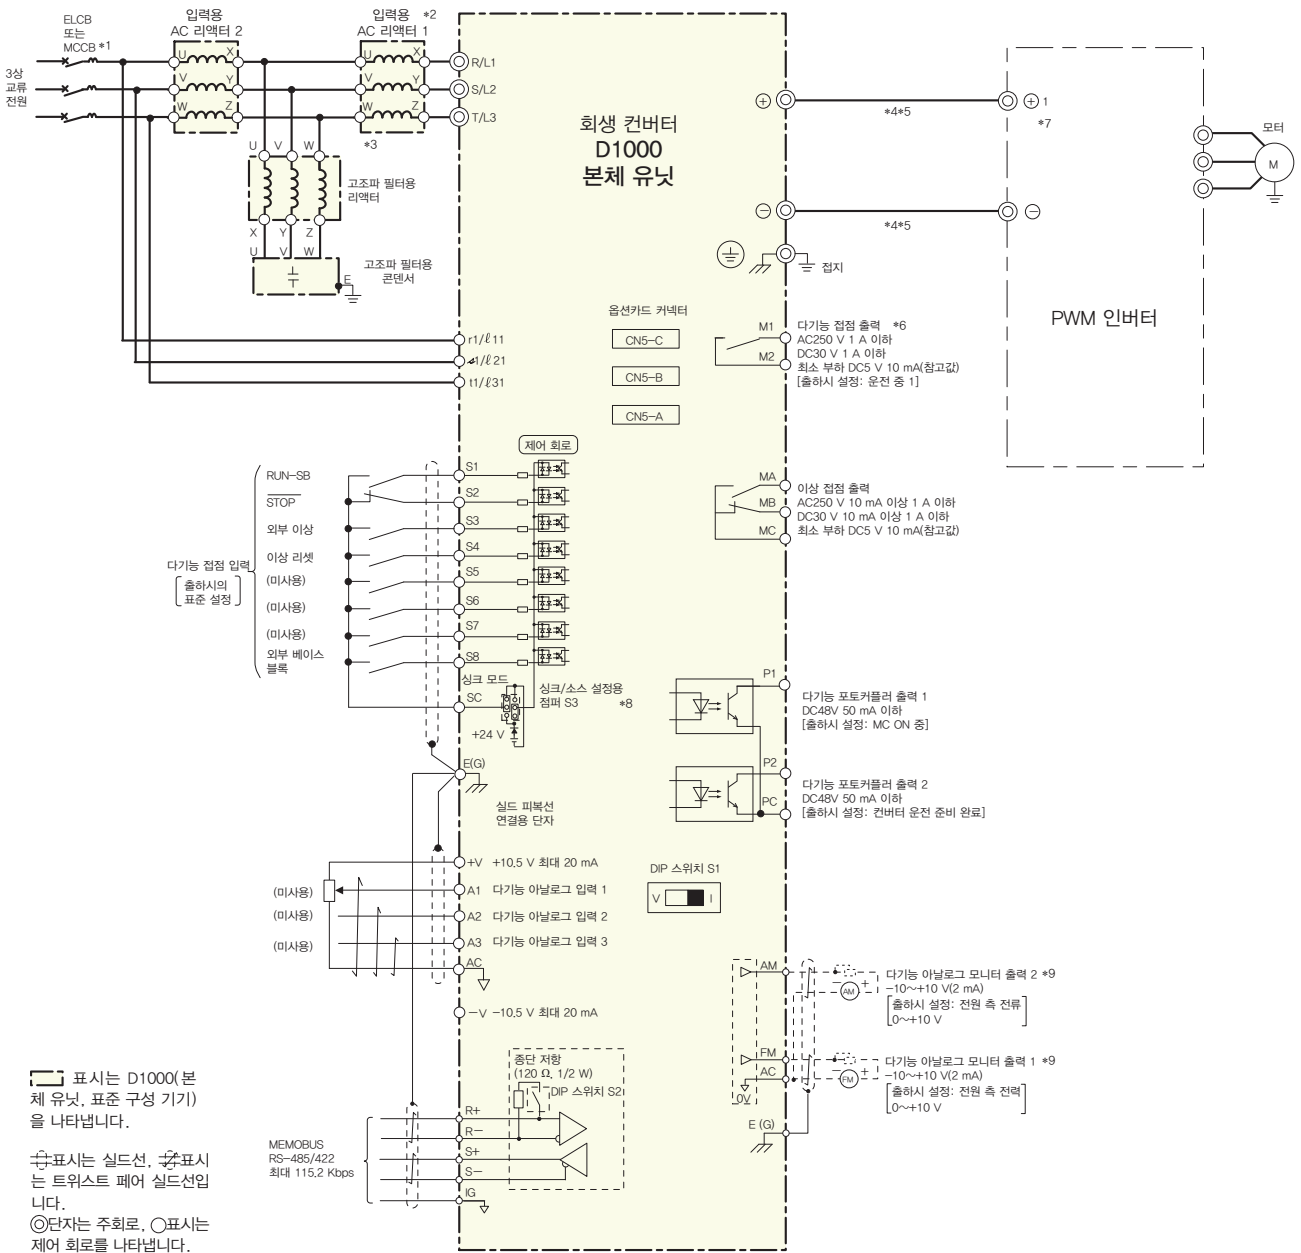 ELCB
또는
MCCB *1
3상
교류
전원
입력용
AC 리액터 2
입력용 *2
AC 리액터 1
U X
V Y
W Z
U X
V Y
W Z
*3
R/L1
S/L2
T/L3
U V W
고조파 필터용
리액터
X Y Z
U V W
고조파 필터용
콘덴서
E
회생 컨버터
D1000
본체 유닛
+
−
*4*5
*4*5
+ 1
*7
−
모터
M
접지
PWM 인버터
r1/ℓ11
1/ℓ21
t1/ℓ31
옵션카드 커넥터
CN5-C
CN5-B
CN5-A
M1
M2
다기능 접점 출력 *6
AC250 V 1 A 이하
DC30 V 1 A 이하
최소 부하 DC5 V 10 mA(참고값)
[출하시 설정: 운전 중 1]
제어 회로
다기능 접점 입력
출하시의
표준 설정
RUN-SB
STOP
외부 이상
이상 리셋
(미사용)
(미사용)
(미사용)
외부 베이스
블록
S1
S2
S3
S4
S5
S6
S7
S8
싱크 모드
SC
+24 V
싱크/소스 설정용
점퍼 S3 *8
MA
MB
MC
이상 접점 출력
AC250 V 10 mA 이상 1 A 이하
DC30 V 10 mA 이상 1 A 이하
최소 부하 DC5 V 10 mA(참고값)
P1
다기능 포토커플러 출력 1
DC48V 50 mA 이하
[출하시 설정: MC ON 중]
P2
PC
다기능 포토커플러 출력 2
DC48V 50 mA 이하
[출하시 설정: 컨버터 운전 준비 완료]
E(G)
실드 피복선
연결용 단자
(미사용)
(미사용)
(미사용)
+V +10.5 V 최대 20 mA
A1 다기능 아날로그 입력 1
A2 다기능 아날로그 입력 2
A3 다기능 아날로그 입력 3
AC
−V −10.5 V 최대 20 mA
DIP 스위치 S1
V I
AM
− +
AM
다기능 아날로그 모니터 출력 2 *9
−10~+10 V(2 mA)
출하시 설정: 전원 측 전류
0~+10 V
FM
AC
0V
− +
FM
다기능 아날로그 모니터 출력 1 *9
−10~+10 V(2 mA)
출하시 설정: 전원 측 전력
0~+10 V
E (G)
종단 저항
(120 Ω, 1/2 W)
DIP 스위치 S2
MEMOBUS
RS-485/422
최대 115.2 Kbps
R+
R−
S+
S−
IG
표시는 D1000(본
체 유닛, 표준 구성 기기)
을 나타냅니다.
표시는 실드선, 표시
는 트위스트 페어 실드선입
니다.
◎단자는 주회로, ○표시는
제어 회로를 나타냅니다.